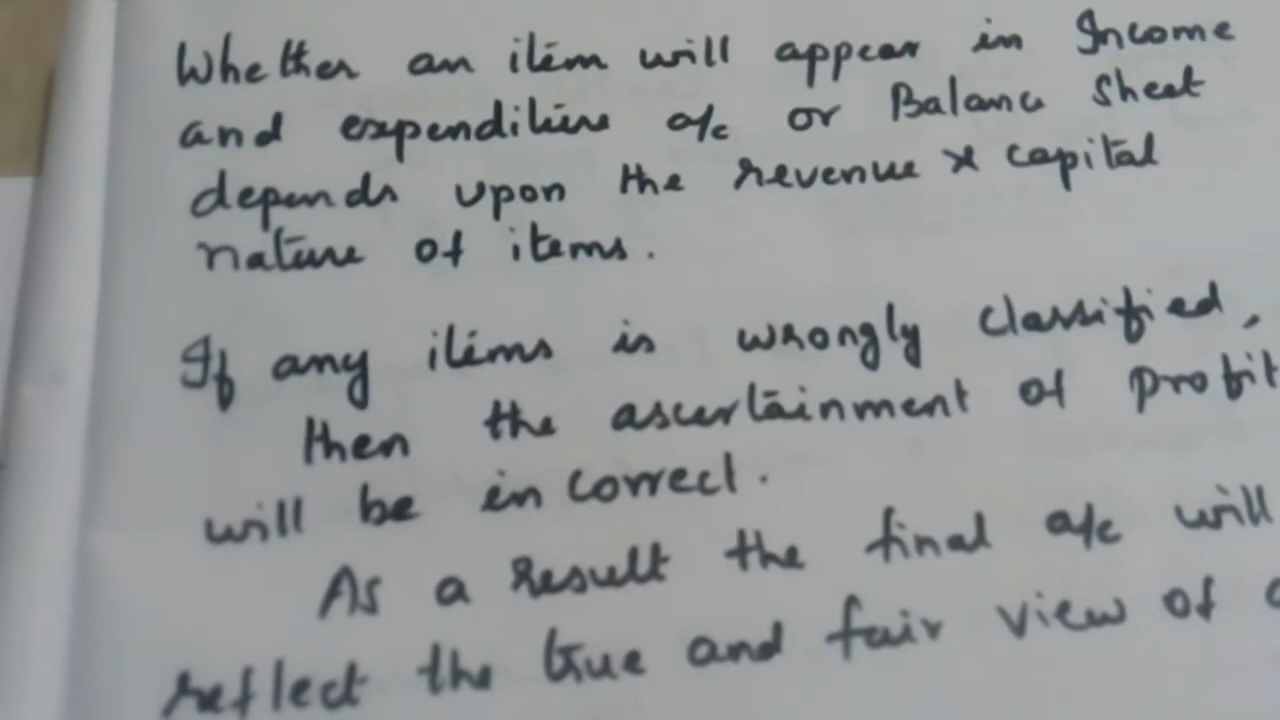 Whether an item will appear in Income
and expenditure a/c or Balance Sheet
depends upon the revenue & capital
nature of items.
If any items is wrongly classified,
then the ascertainment of profit
will be incorrect.
As a result the final a/c will
reflect the true and fair view of